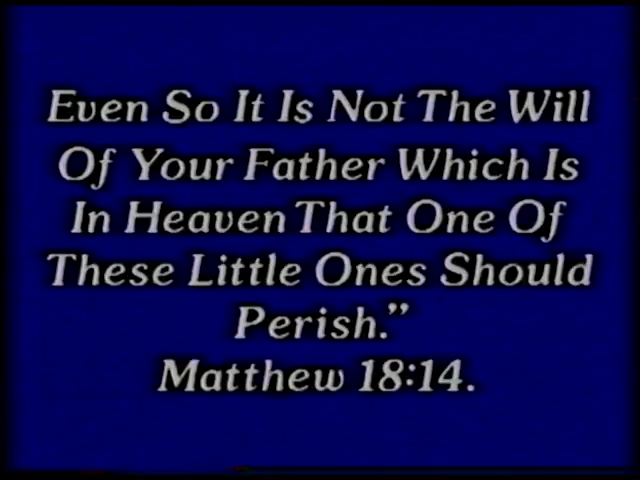 Even So It Is Not The Will
Of Your Father Which Is
In Heaven That One Of
These Little Ones Should
Perish.”
Matthew 18:14.